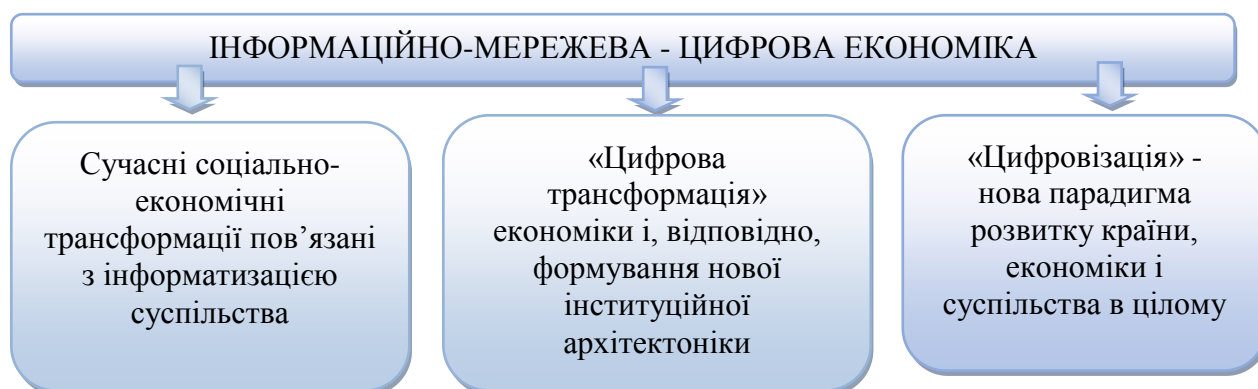 ІНФОРМАЦІЙНО-МЕРЕЖЕВА - ЦИФРОВА ЕКОНОМІКА
Сучасні соціально-
економічні
трансформації пов’язані
з інформатизацією
суспільства
«Цифрова
трансформація»
економіки і, відповідно,
формування нової
інституційної
архітектоніки
«Цифровізація» -
нова парадигма
розвитку країни,
економіки і
суспільства в цілому